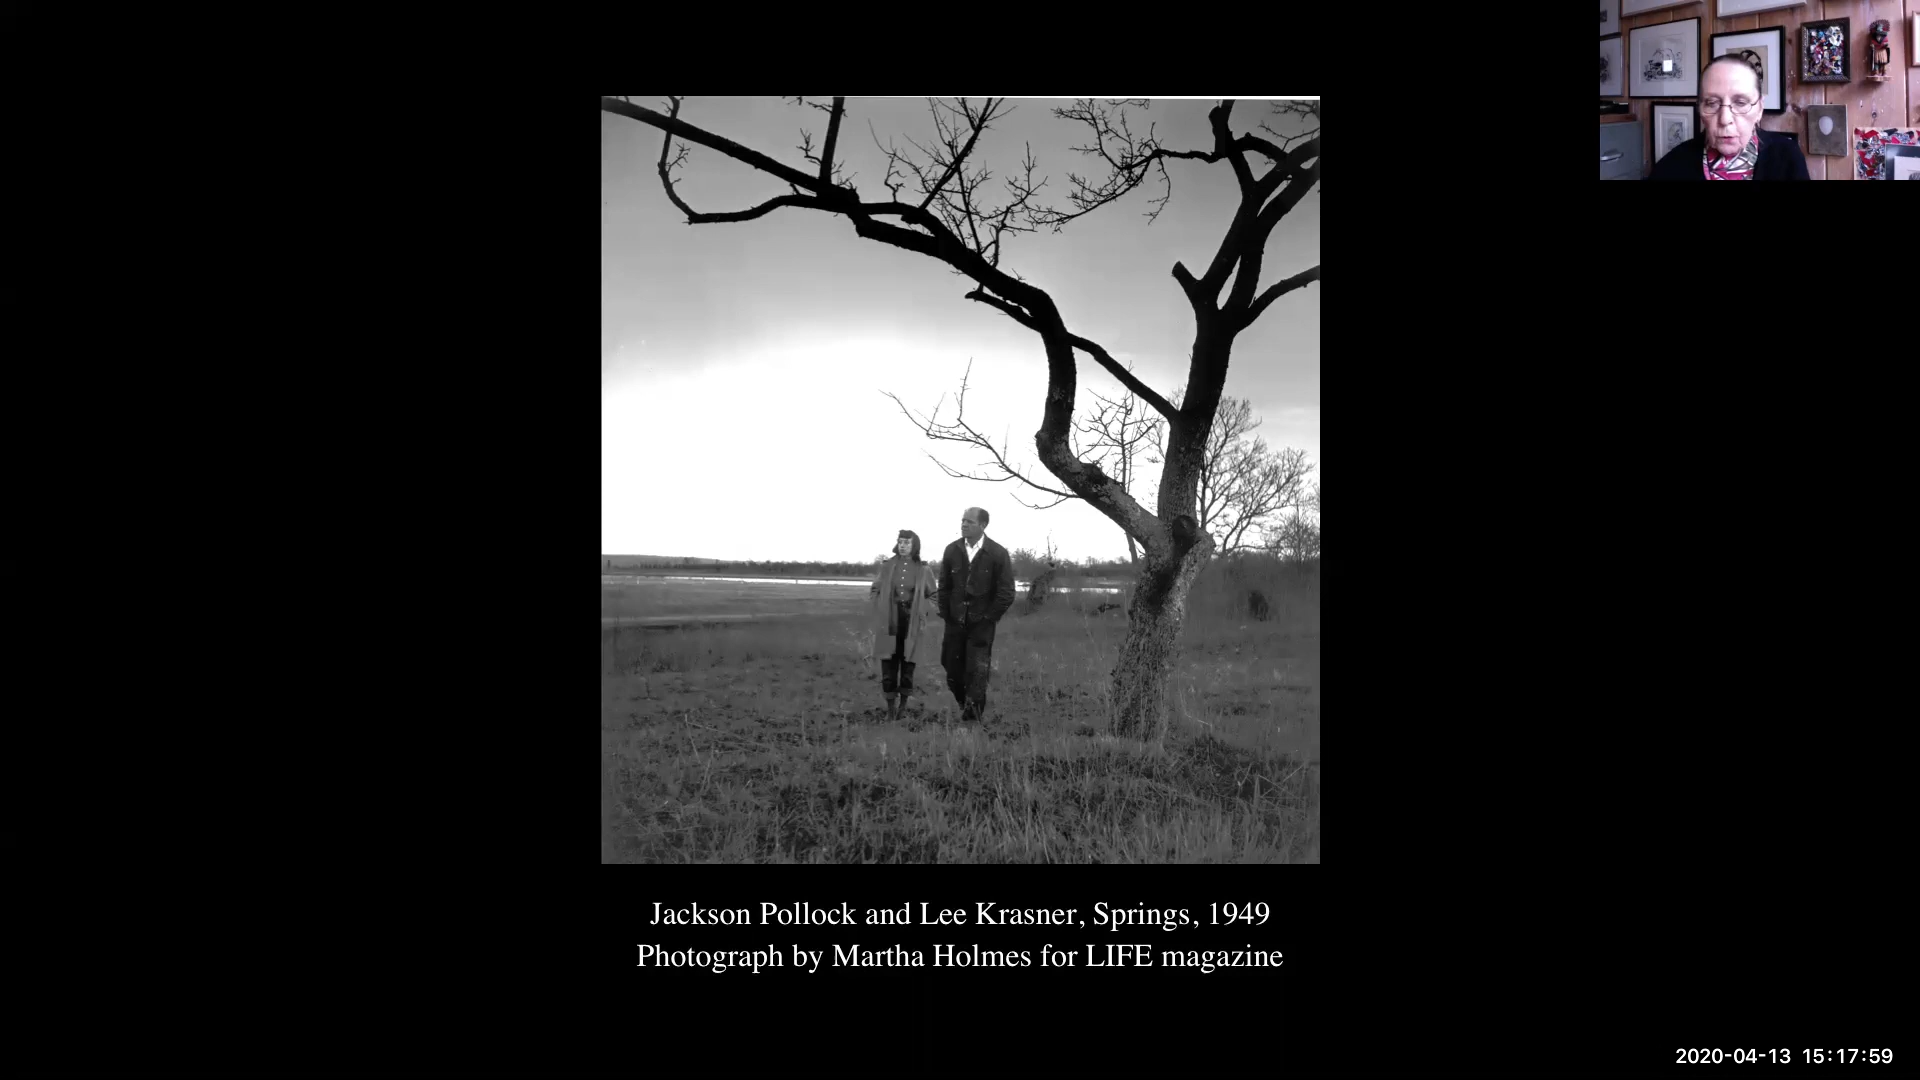 Jackson Pollock and Lee Krasner, Springs, 1949
Photograph by Martha Holmes for LIFE magazine
2020-04-13 15:17:59